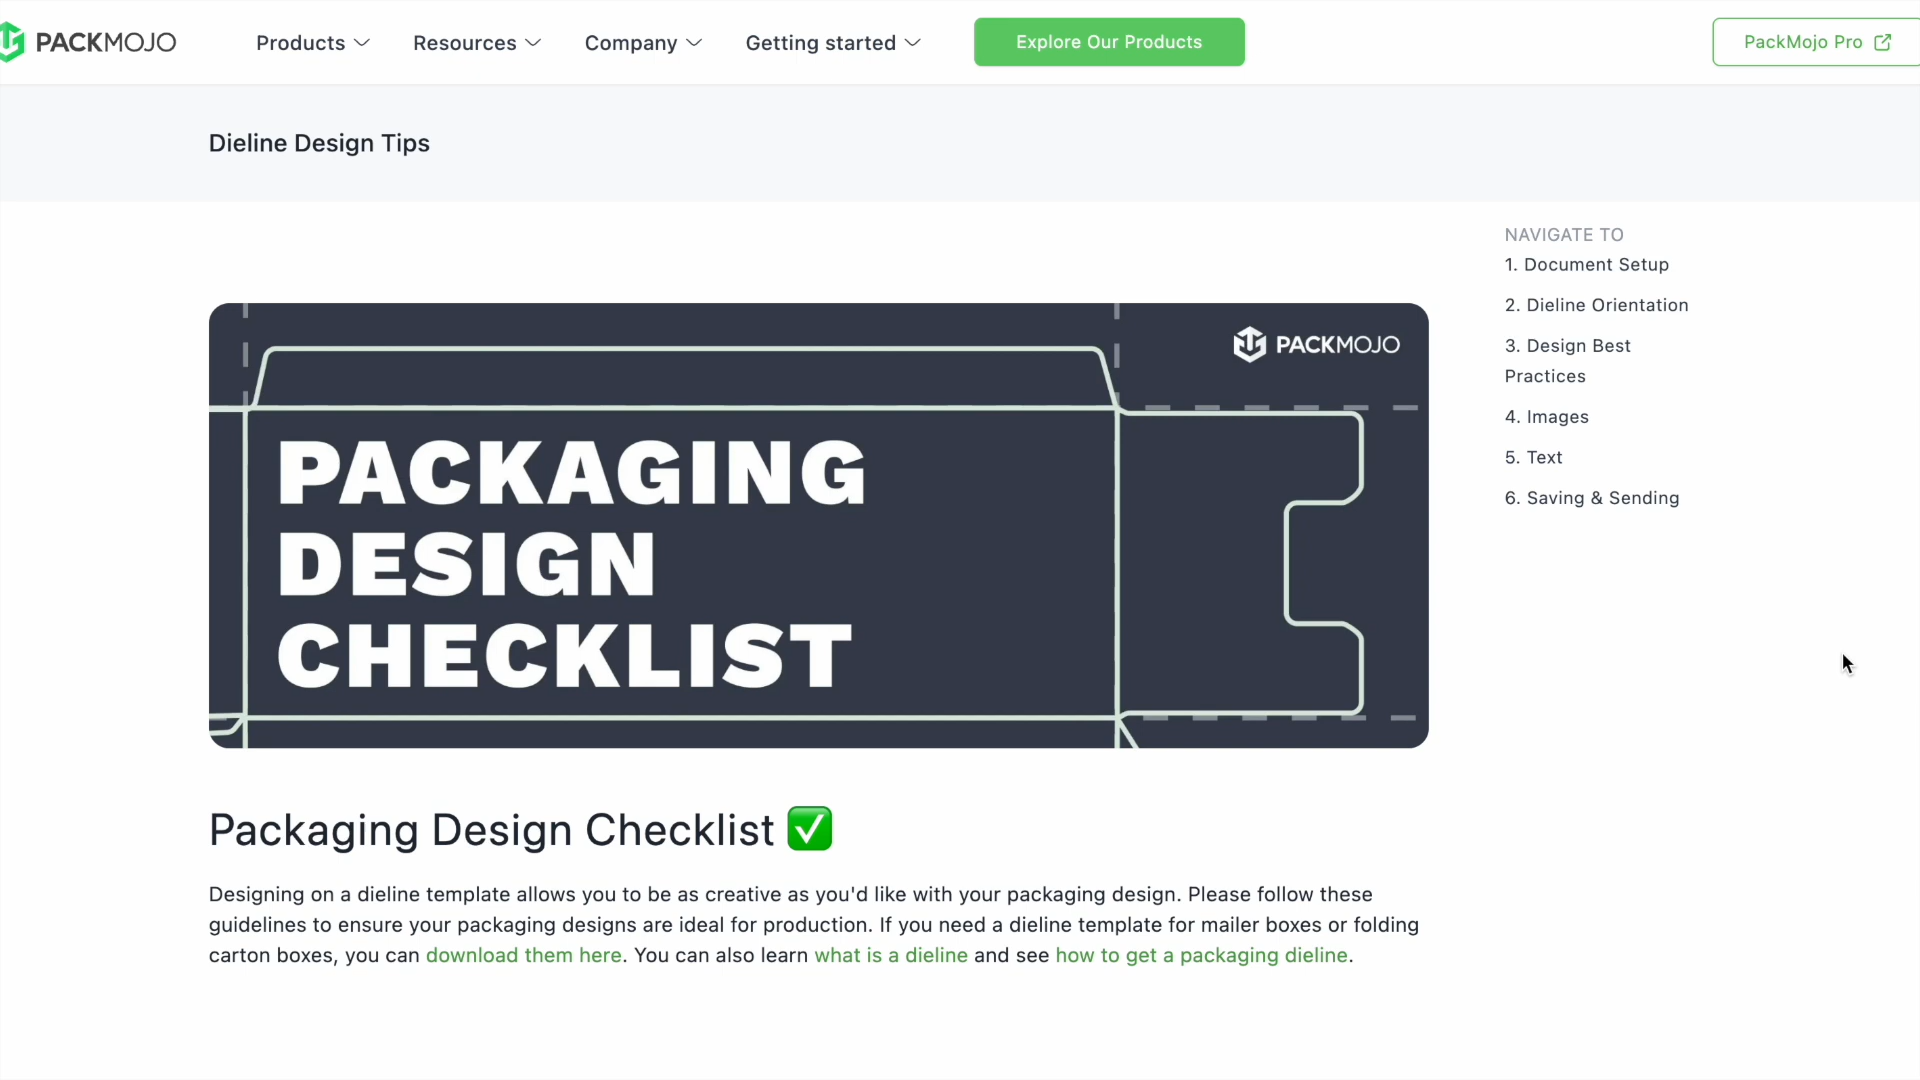 PACKMOJO
Products
Resources
Company
Getting started
Explore Our Products
PackMojo Pro
Dieline Design Tips
NAVIGATE TO
1. Document Setup
2. Dieline Orientation
3. Design Best
Practices
4. Images
5. Text
6. Saving & Sending
PACKMOJO
PACKAGING
DESIGN
CHECKLIST
Packaging Design Checklist ✅
Designing on a dieline template allows you to be as creative as you'd like with your packaging design. Please follow these
guidelines to ensure your packaging designs are ideal for production. If you need a dieline template for mailer boxes or folding
carton boxes, you can download them here. You can also learn what is a dieline and see how to get a packaging dieline.